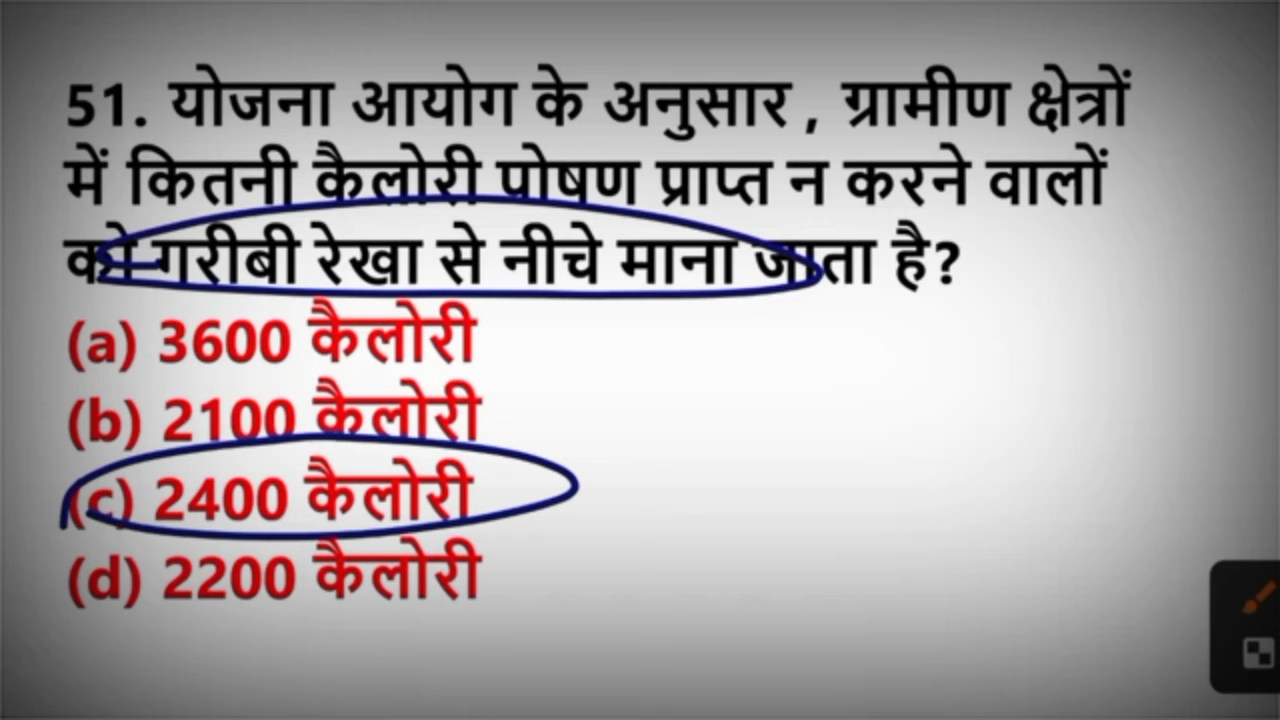 51. योजना आयोग के अनुसार , ग्रामीण क्षेत्रों
में कितनी कैलोरी पोषण प्राप्त न करने वालों
को गरीबी रेखा से नीचे माना जाता है?
(a) 3600 कैलोरी
(b) 2100 कैलोरी
(c) 2400 कैलोरी
(d) 2200 कैलोरी